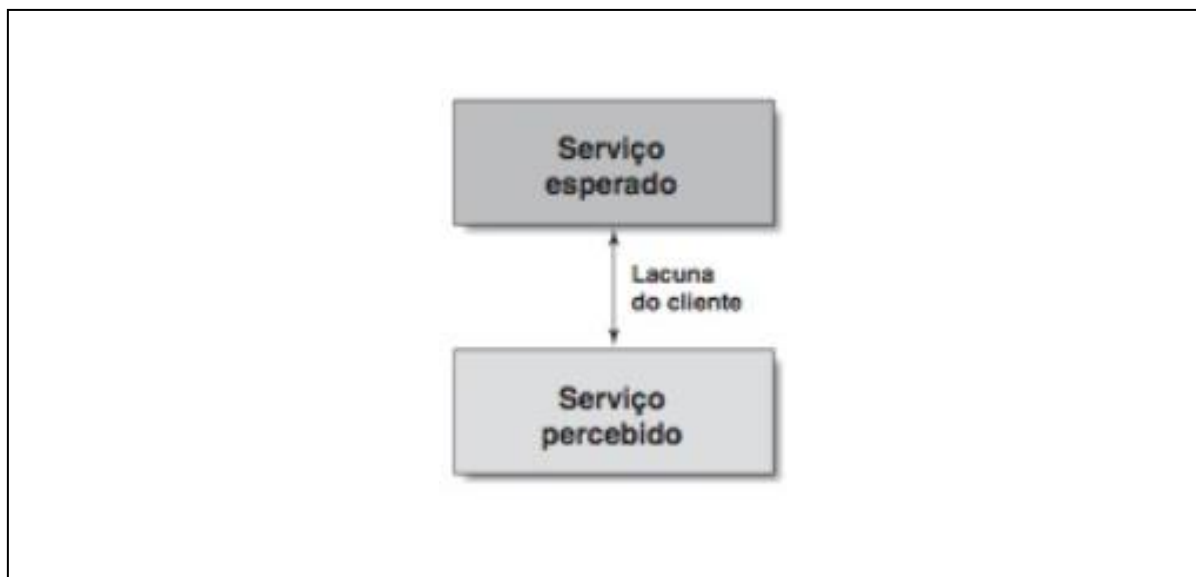 Serviço
esperado
Lacuna
do cliente
Serviço
percebido